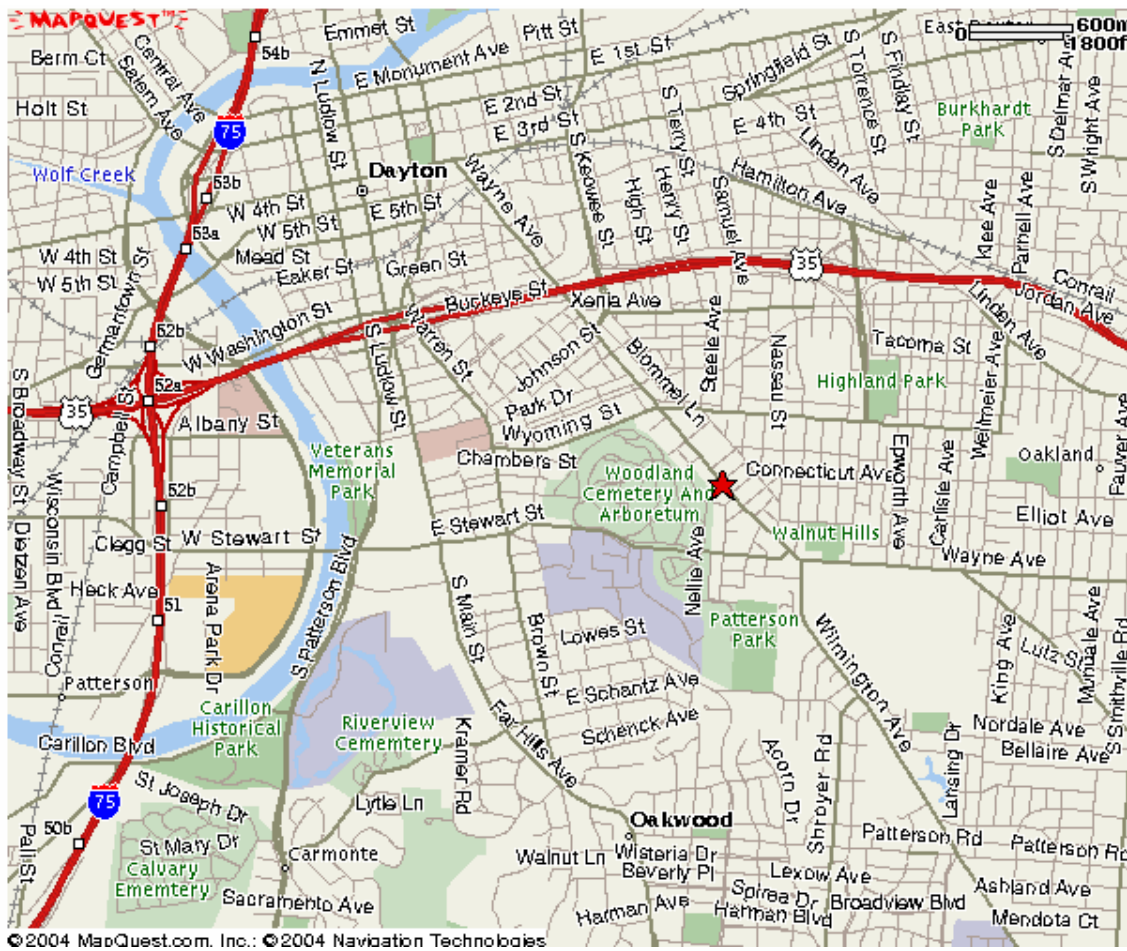 MAPQUEST™
Emmet St
Pitt St
East Dayton
0 600m
1800ft
Berm Ct
Central Ave
Salem Ave
54b
N Ludlow St
E Monument Ave
E 1st St
Springfield St
S Torrence St
S Findlay St
S Delmar Ave
S Wright Ave
Holt St
75
E 2nd St
E 3rd St
S Terry St
E 4th St
Burkhardt
Park
Linden Ave
Wolf Creek
53b
Dayton
Wayne Ave
S Keowee St
High St
Henry St
Samuel Ave
Hamilton Ave
Klee Ave
Parnell Ave
W 4th St
E 5th St
W 5th St
53a
W 4th St
W 5th St
Mead St
Eaker St
Green St
35
Conrail
Jordan Ave
Linden Ave
Germantown St
Buckeye St
Xenia Ave
52b
W Washington St
S Ludlow St
Warren St
Johnson St
Blommel Ln
Steele Ave
Nassau St
Tacoma St
Wellmeier Ave
S Broadway St
52a
35
Park Dr
Highland Park
Campbell St
Albany St
Wyoming St
Veterans
Memorial
Park
Chambers St
Woodland
Cemetery And
Arboretum
Connecticut Ave
Epworth Ave
Carlisle Ave
Oakland
Fauver Ave
Wisconsin Blvd
Dietzen Ave
52b
E Stewart St
Elliot Ave
Clegg St
W Stewart St
Walnut Hills
Wayne Ave
Heck Ave
Arena Park Dr
S Patterson Blvd
Nellie Ave
51
S Main St
Brown St
Lowes St
Patterson
Park
Wilmington Ave
King Ave
Lutz St
Mundale Ave
S Smithville Rd
Conrail
Patterson
E Schantz Ave
Carillon
Historical
Park
Riverview
Cememtery
Kramer Rd
Far Hills Ave
Schenck Ave
Acorn Dr
Shroyer Rd
Lansing Dr
Nordale Ave
Bellaire Ave
Carillon Blvd
75
St Joseph Dr
Lytle Ln
Oakwood
50b
St Mary Dr
Calvary
Ememtery
Carmonte
Walnut Ln
Wisteria Dr
Beverly Pl
Patterson Rd
Patterson Rd
Pali St
Lexow Ave
Sacramento Ave
Harman Ave
Spirea Dr
Harman Blvd
Broadview Blvd
Ashland Ave
Mendota Ct
©2004 MapQuest.com, Inc.; ©2004 Navigation Technologies